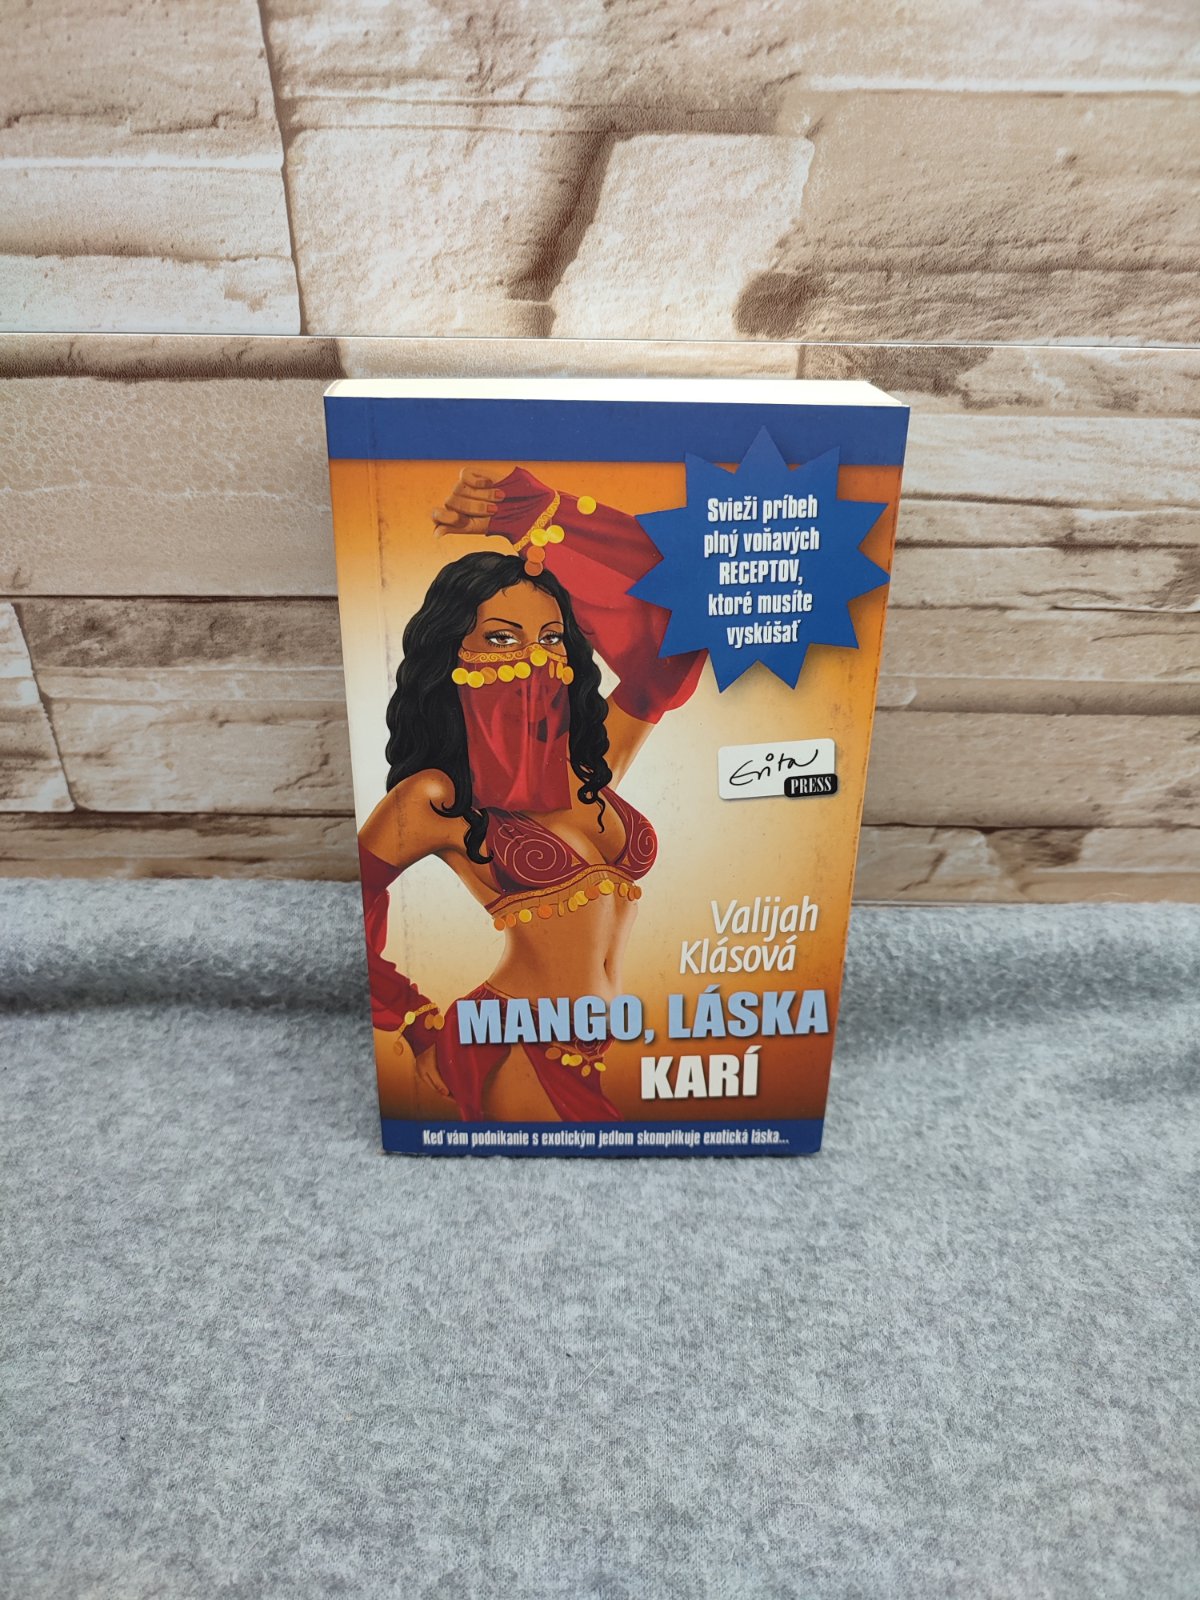 Svieži príbeh
plný voňavých
RECEPTOV,
ktoré musíte
vyskúšať
Evita
PRESS
Valijah
Klásová
MANGO, LÁSKA
KARÍ
Keď vám podnikanie s exotickým jedlom skomplikuje exotická láska...